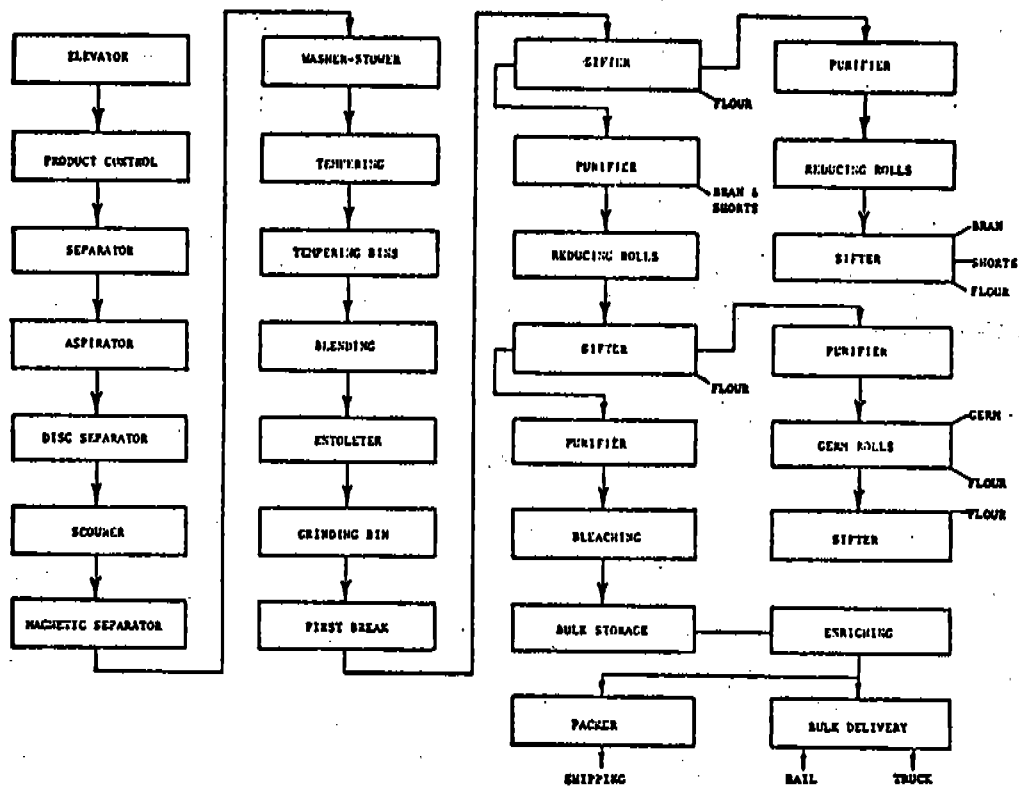 ELEVATOR
PRODUCT CONTROL
SEPARATOR
ASPIRATOR
DISC SEPARATOR
SCOURER
MAGNETIC SEPARATOR
WASHER-STONER
TEMPERING
TEMPERING BINS
BLENDING
ENTOLETER
GRINDING BIN
FIRST BREAK
SIFTER
FLOUR
PURIFIER
BRAN &
SHORTS
REDUCING ROLLS
SIFTER
FLOUR
PURIFIER
BLEACHING
BULK STORAGE
PACKER
SHIPPING
PURIFIER
REDUCING ROLLS
SIFTER
BRAN
SHORTS
FLOUR
PURIFIER
GERM ROLLS
GERM
FLOUR
SIFTER
FLOUR
ENRICHING
BULK DELIVERY
RAIL
TRUCK